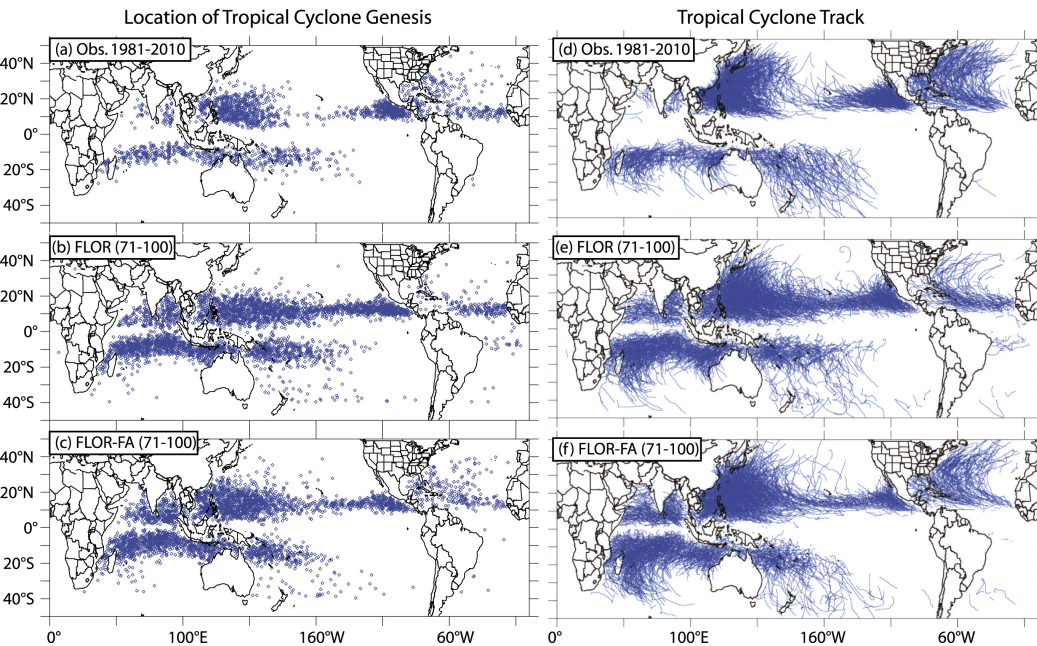 Location of Tropical Cyclone Genesis
Tropical Cyclone Track
(a) Obs. 1981-2010
(d) Obs. 1981-2010
40°N
20°N
0°
20°S
40°S
(b) FLOR (71-100)
(e) FLOR (71-100)
40°N
20°N
0°
20°S
40°S
(c) FLOR-FA (71-100)
(f) FLOR-FA (71-100)
40°N
20°N
0°
20°S
40°S
0° 100°E 160°W 60°W
0° 100°E 160°W 60°W